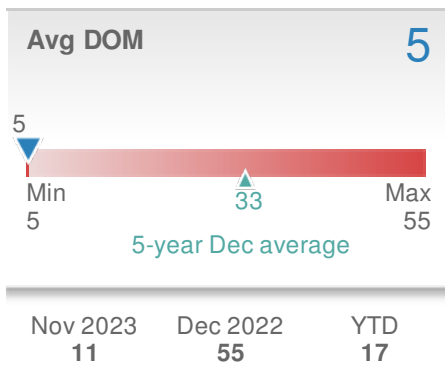 Avg DOM 5
5
Min 33 Max
5 55
5-year Dec average
Nov 2023 Dec 2022 YTD
11 55 17